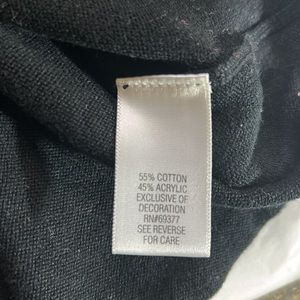 55% COTTON
45% ACRYLIC
EXCLUSIVE OF
DECORATION
RN#69377
SEE REVERSE
FOR CARE